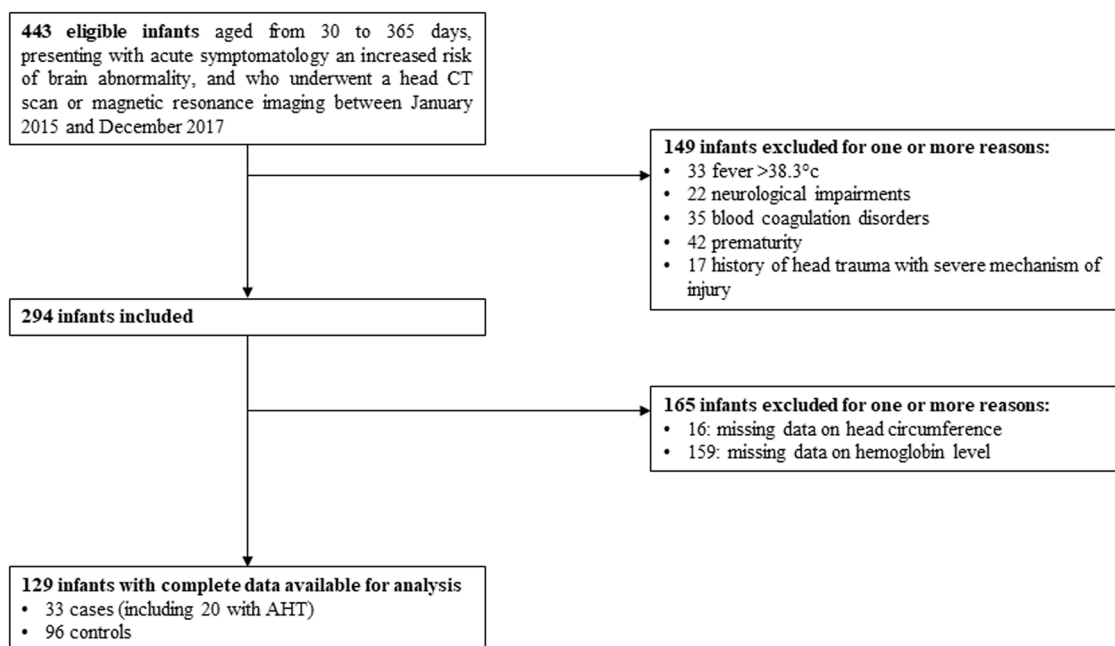 443 eligible infants aged from 30 to 365 days,
presenting with acute symptomatology an increased risk
of brain abnormality, and who underwent a head CT
scan or magnetic resonance imaging between January
2015 and December 2017
149 infants excluded for one or more reasons:
• 33 fever >38.3°c
• 22 neurological impairments
• 35 blood coagulation disorders
• 42 prematurity
• 17 history of head trauma with severe mechanism of
injury
294 infants included
165 infants excluded for one or more reasons:
• 16: missing data on head circumference
• 159: missing data on hemoglobin level
129 infants with complete data available for analysis
• 33 cases (including 20 with AHT)
• 96 controls